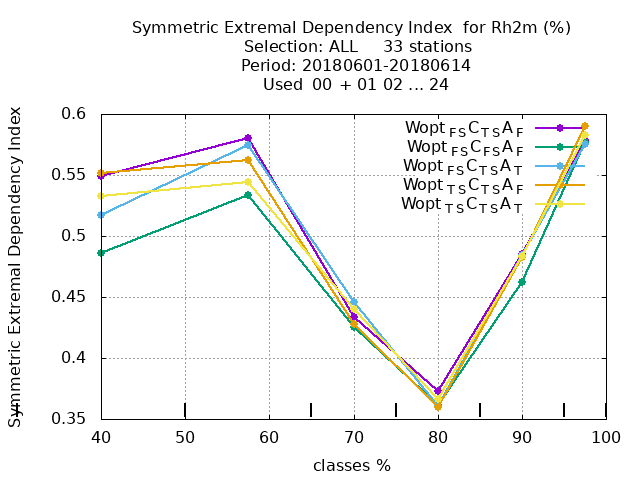 Symmetric Extremal Dependency Index  for Rh2m (%)
Selection: ALL     33 stations
Period: 20180601-20180614
Used  00 + 01 02 ... 24
Symmetric Extremal Dependency Index
0.6
0.55
0.5
0.45
0.4
0.35
40
50
60
70
80
90
100
classes %
Wopt FS C TS A F
Wopt FS C FS A F
Wopt FS C TS A T
Wopt TS C TS A F
Wopt TS C TS A T